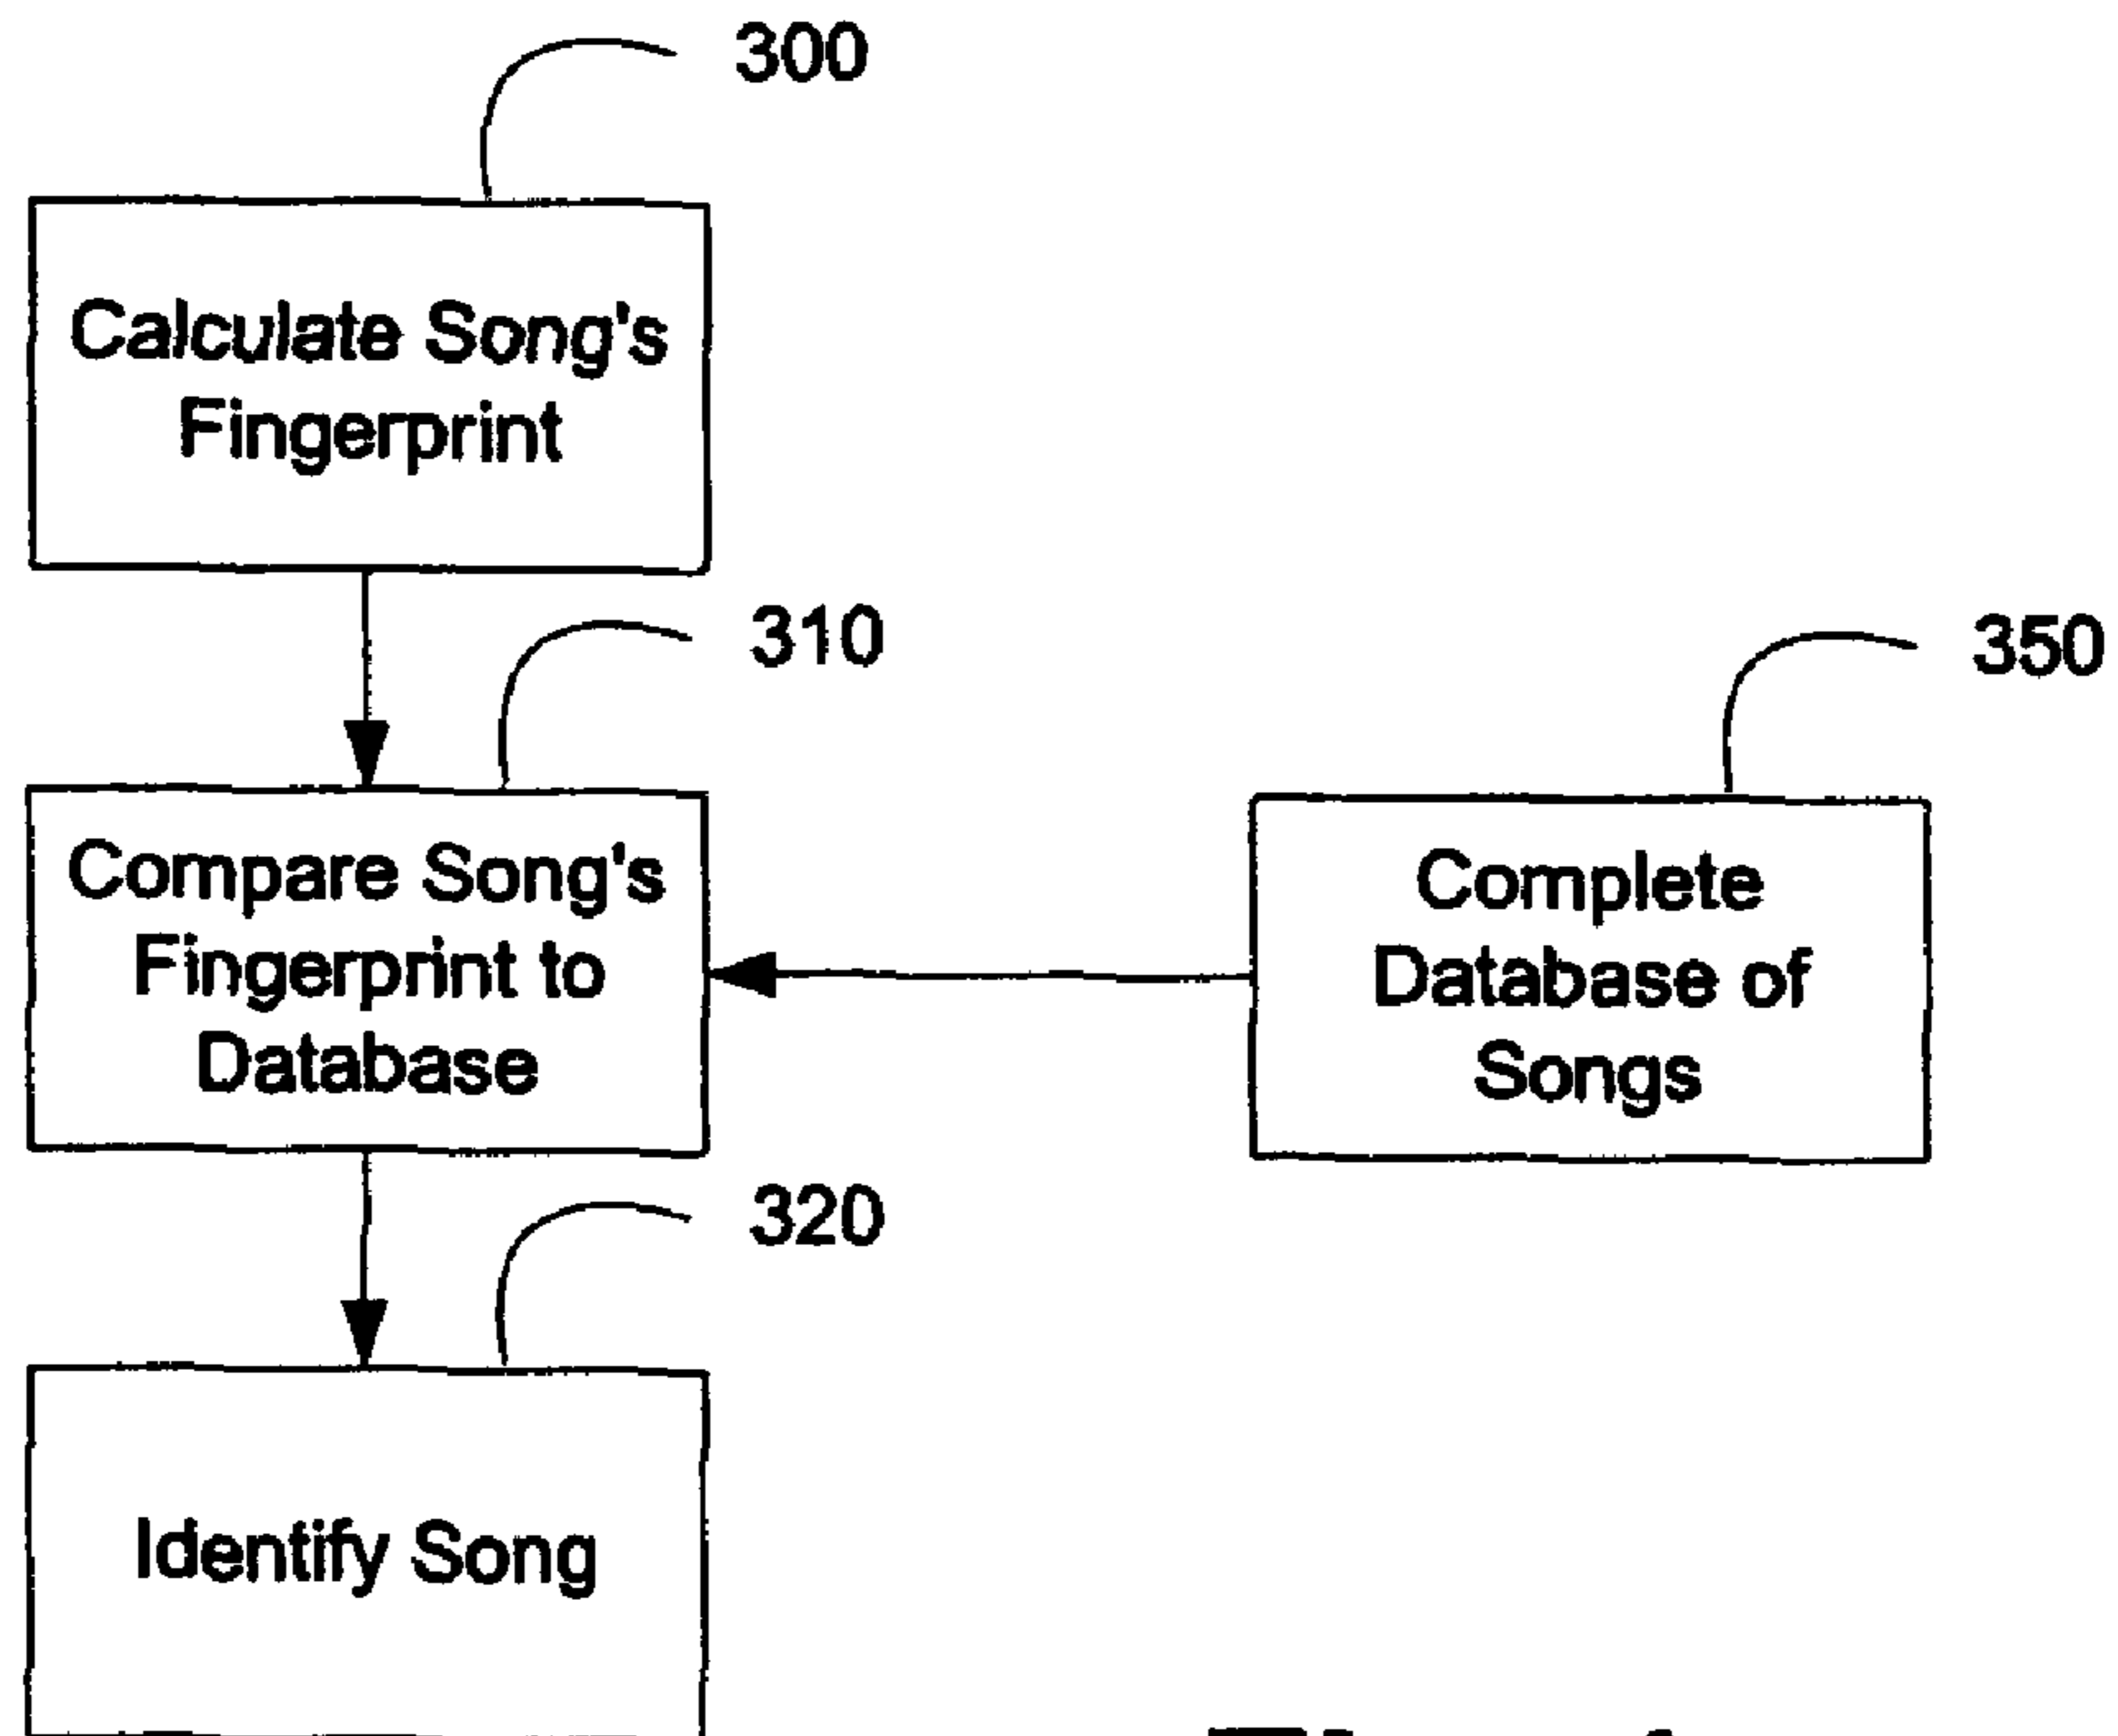 300
Calculate Song's
Fingerprint
310
350
Compare Song's
Fingerprint to
Database
Complete
Database of
Songs
320
Identify Song